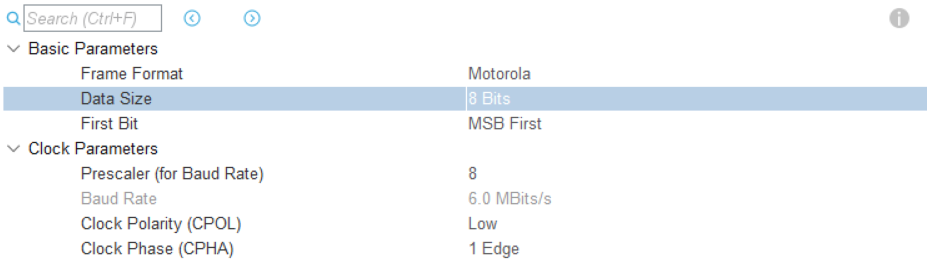 Search (Ctrl+F)
Basic Parameters
Frame Format Motorola
Data Size 8 Bits
First Bit MSB First
Clock Parameters
Prescaler (for Baud Rate) 8
Baud Rate 6.0 MBits/s
Clock Polarity (CPOL) Low
Clock Phase (CPHA) 1 Edge